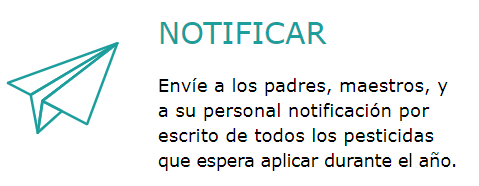 NOTIFICAR
Envíe a los padres, maestros, y
a su personal notificación por
escrito de todos los pesticidas
que espera aplicar durante el año.